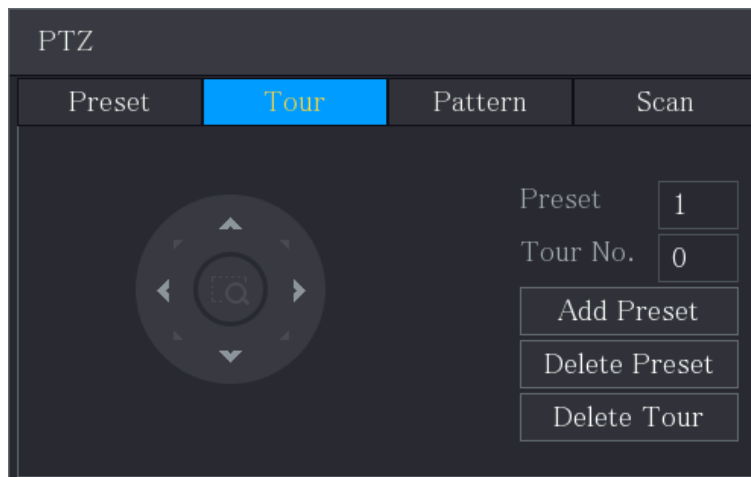 PTZ
Preset Tour Pattern Scan
Preset 1
Tour No. 0
Add Preset
Delete Preset
Delete Tour